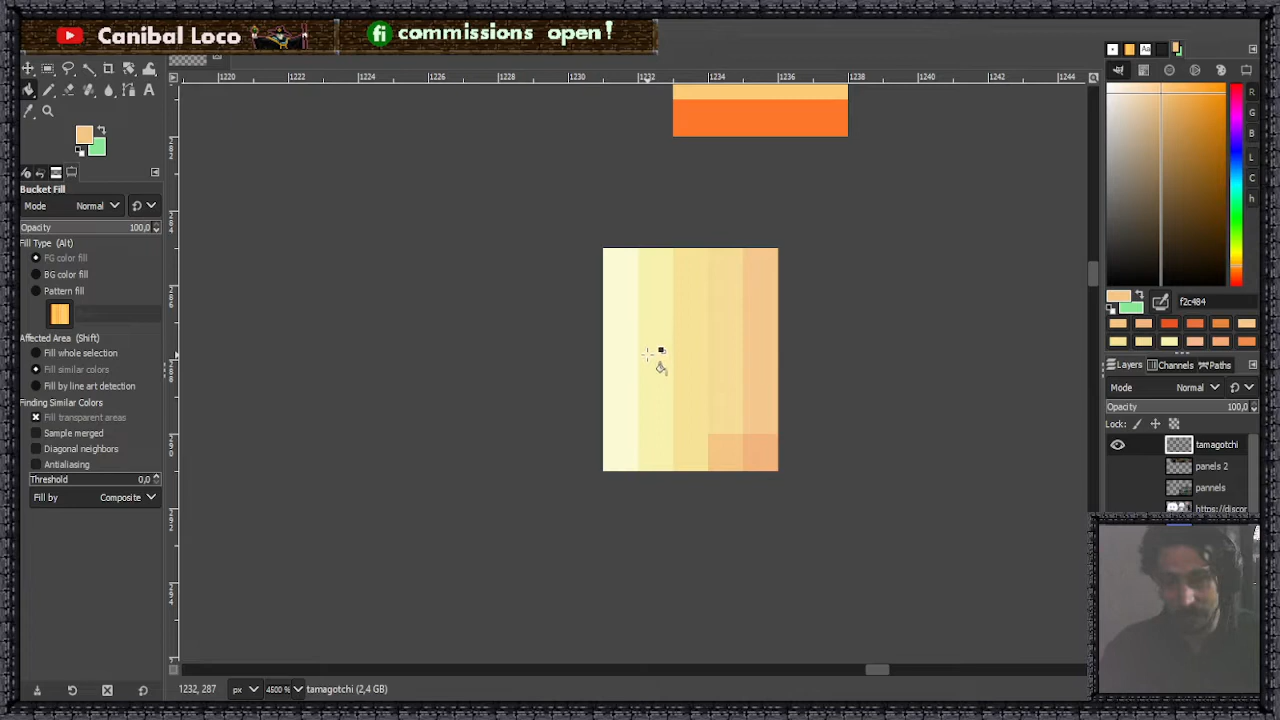 Canibal Loco
fi commissions open!
1220
1222
1224
1226
1228
1230
1232
1234
1236
1238
1240
1242
1244
Bucket Fill
Mode Normal
Opacity 100,0
Fill Type (Alt)
FG color fill
BG color fill
Pattern fill
Affected Area (Shift)
Fill whole selection
Fill similar colors
Fill by line art detection
Finding Similar Colors
Fill transparent areas
Sample merged
Diagonal neighbors
Antialiasing
Threshold 0,0
Fill by Composite
R
G
B
L
C
h
f2c484
Layers Channels Paths
Mode Normal
Opacity 100,0
Lock:
tamagotchi
panels 2
pannels
https://discor
1232, 287 px 4500 % tamagotchi (2,4 GB)